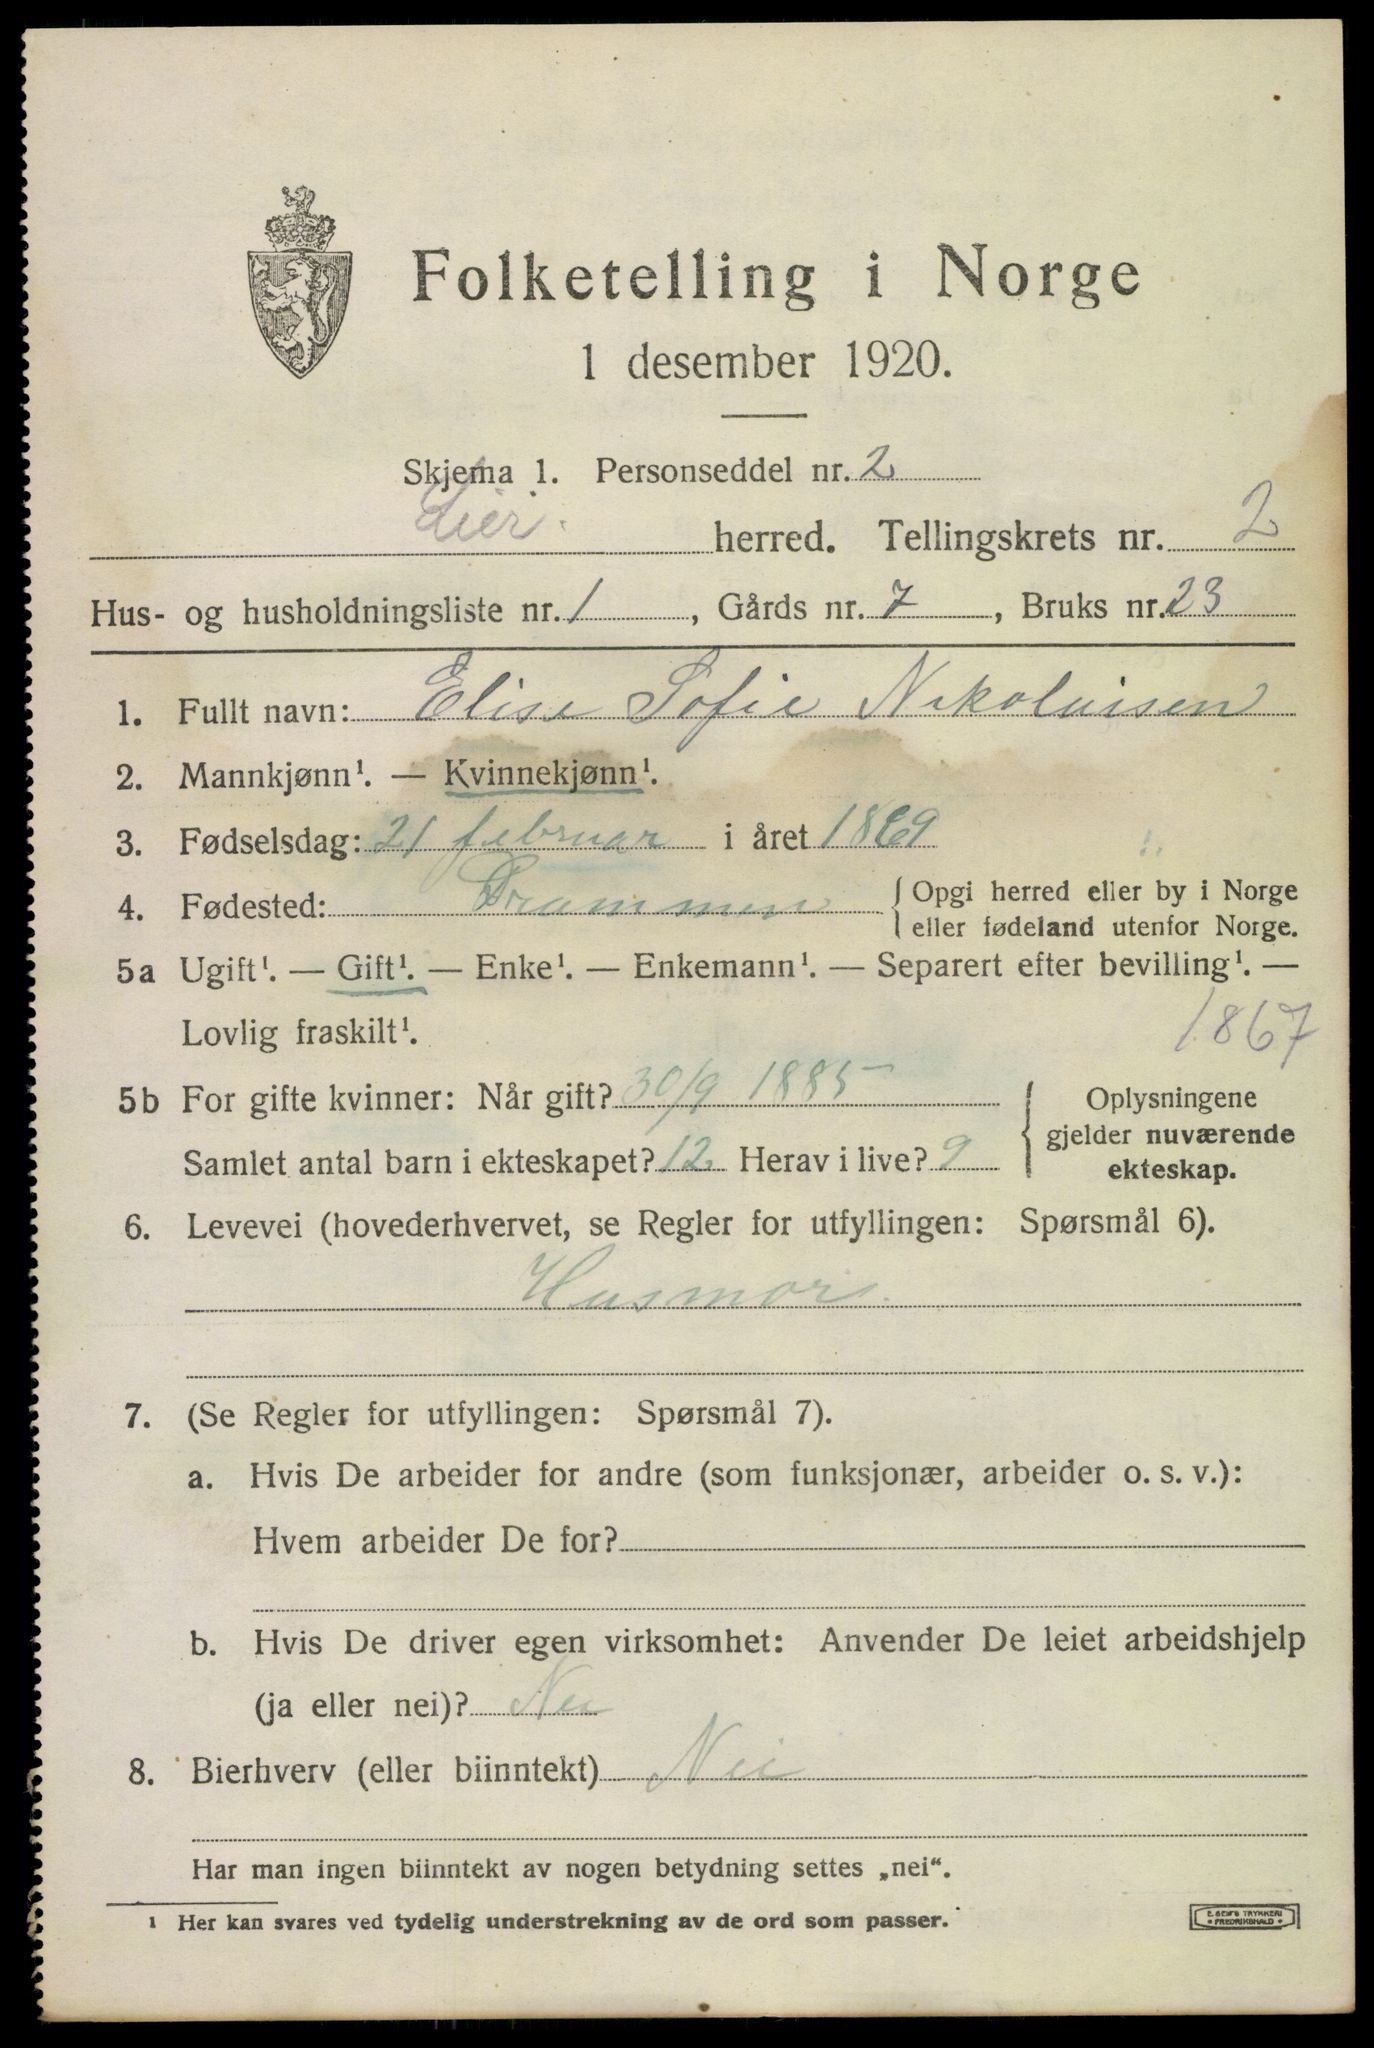 Folketelling i Norge
1 desember 1920.
Skjema 1. Personseddel nr. 2
Lier. herred. Tellingskrets nr. 2
Hus- og husholdningsliste nr. 1, Gårds nr. 7, Bruks nr. 23
1. Fullt navn: Elise Sofie Nikolaisen
2. Mannkjønn¹. — Kvinnekjønn¹.
3. Fødselsdag: 21 februar i året 1869
4. Fødested: Drammen { Opgi herred eller by i Norge
eller fødeland utenfor Norge.
5a Ugift¹. — Gift¹. — Enke¹. — Enkemann¹. — Separert efter bevilling¹. —
Lovlig fraskilt¹. 1867
5b For gifte kvinner: Når gift? 30/9 1885 { Oplysningene
gjelder nuværende
Samlet antal barn i ekteskapet? 12 Herav i live? 9 ekteskap.
6. Levevei (hovederhvervet, se Regler for utfyllingen: Spørsmål 6).
Husmor.
7. (Se Regler for utfyllingen: Spørsmål 7).
a. Hvis De arbeider for andre (som funksjonær, arbeider o. s. v.):
Hvem arbeider De for?
b. Hvis De driver egen virksomhet: Anvender De leiet arbeidshjelp
(ja eller nei)? Nei
8. Bierhverv (eller biinntekt) Nei
Har man ingen biinntekt av nogen betydning settes „nei“.
¹ Her kan svares ved tydelig understrekning av de ord som passer.
E. SEM'S TRYKKERI
• FREDRIKSHALD •